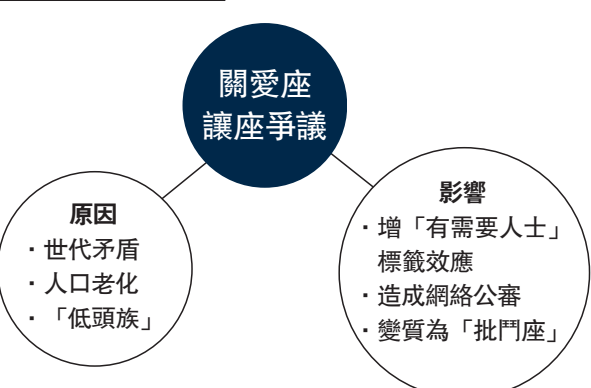 關愛座
讓座爭議
原因
・世代矛盾
・人口老化
・「低頭族」
影響
・增「有需要人士」
標籤效應
・造成網絡公審
・變質為「批鬥座」